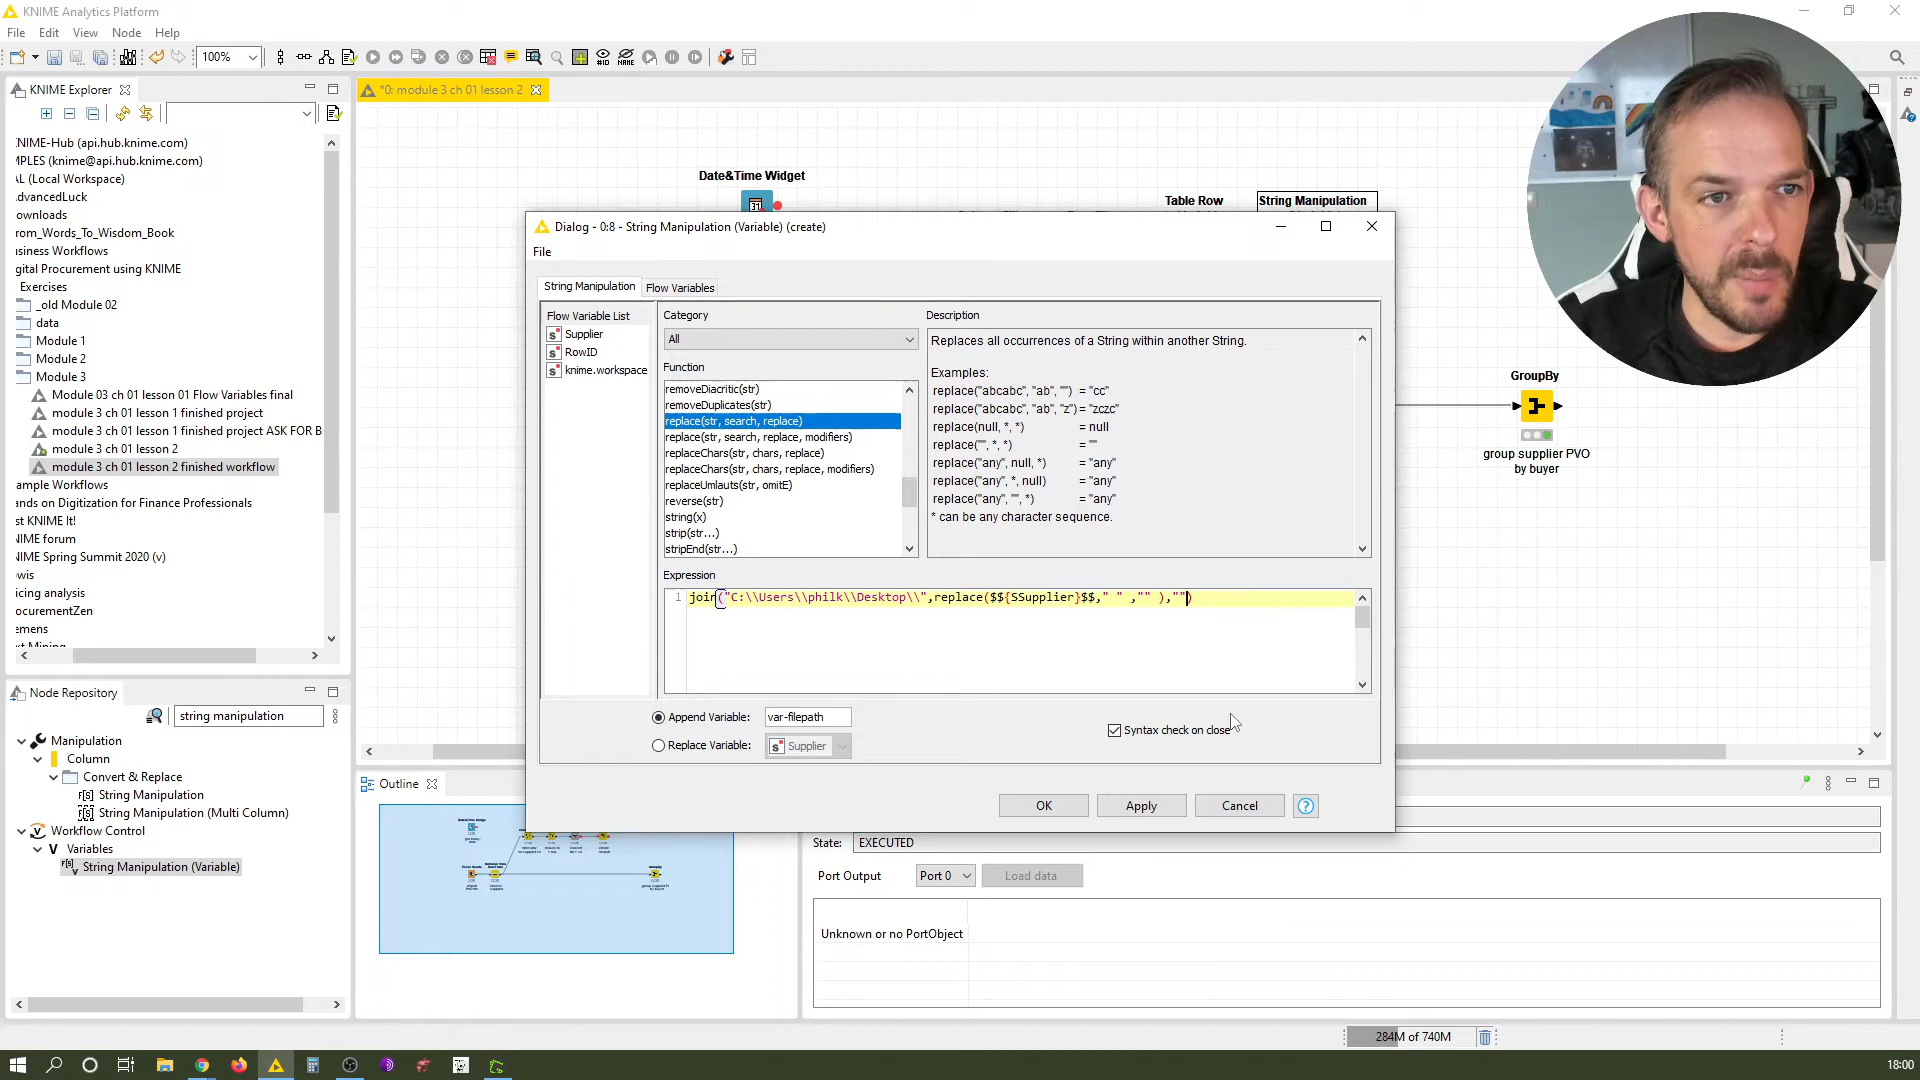 KNIME Analytics Platform
File Edit View Node Help
100%
KNIME Explorer
*0: module 3 ch 01 lesson 2
NIME-Hub (api.hub.knime.com)
MPLES (knime@api.hub.knime.com)
AL (Local Workspace)
dvancedLuck
ownloads
rom_Words_To_Wisdom_Book
usiness Workflows
igital Procurement using KNIME
Exercises
_old Module 02
data
Module 1
Module 2
Module 3
Module 03 ch 01 lesson 01 Flow Variables final
module 3 ch 01 lesson 1 finished project
module 3 ch 01 lesson 1 finished project ASK FOR B
module 3 ch 01 lesson 2
module 3 ch 01 lesson 2 finished workflow
ample Workflows
ands on Digitization for Finance Professionals
st KNIME It!
NIME forum
NIME Spring Summit 2020 (v)
owis
icing analysis
rocurementZen
emens
Date&Time Widget
Table Row
String Manipulation
GroupBy
group supplier PVO
by buyer
Dialog - 0:8 - String Manipulation (Variable) (create)
File
String Manipulation
Flow Variables
Flow Variable List
Supplier
RowID
knime.workspace
Category
All
Function
removeDiacritic(str)
removeDuplicates(str)
replace(str, search, replace)
replace(str, search, replace, modifiers)
replaceChars(str, chars, replace)
replaceChars(str, chars, replace, modifiers)
replaceUmlauts(str, omitE)
reverse(str)
string(x)
strip(str...)
stripEnd(str...)
Description
Replaces all occurrences of a String within another String.
Examples:
replace("abcabc", "ab", "") = "cc"
replace("abcabc", "ab", "z") = "zczc"
replace(null, *, *) = null
replace("", *, *) = ""
replace("any", null, *) = "any"
replace("any", *, null) = "any"
replace("any", "", *) = "any"
* can be any character sequence.
Expression
1 join("C:\\Users\\philk\\Desktop\\",replace($${SSupplier}$$," " ,"" ),"")
Append Variable: var-filepath
Replace Variable: Supplier
Syntax check on close
OK Apply Cancel
Node Repository
string manipulation
Manipulation
Column
Convert & Replace
String Manipulation
String Manipulation (Multi Column)
Workflow Control
Variables
String Manipulation (Variable)
Outline
State: EXECUTED
Port Output Port 0 Load data
Unknown or no PortObject
284M of 740M
18:00